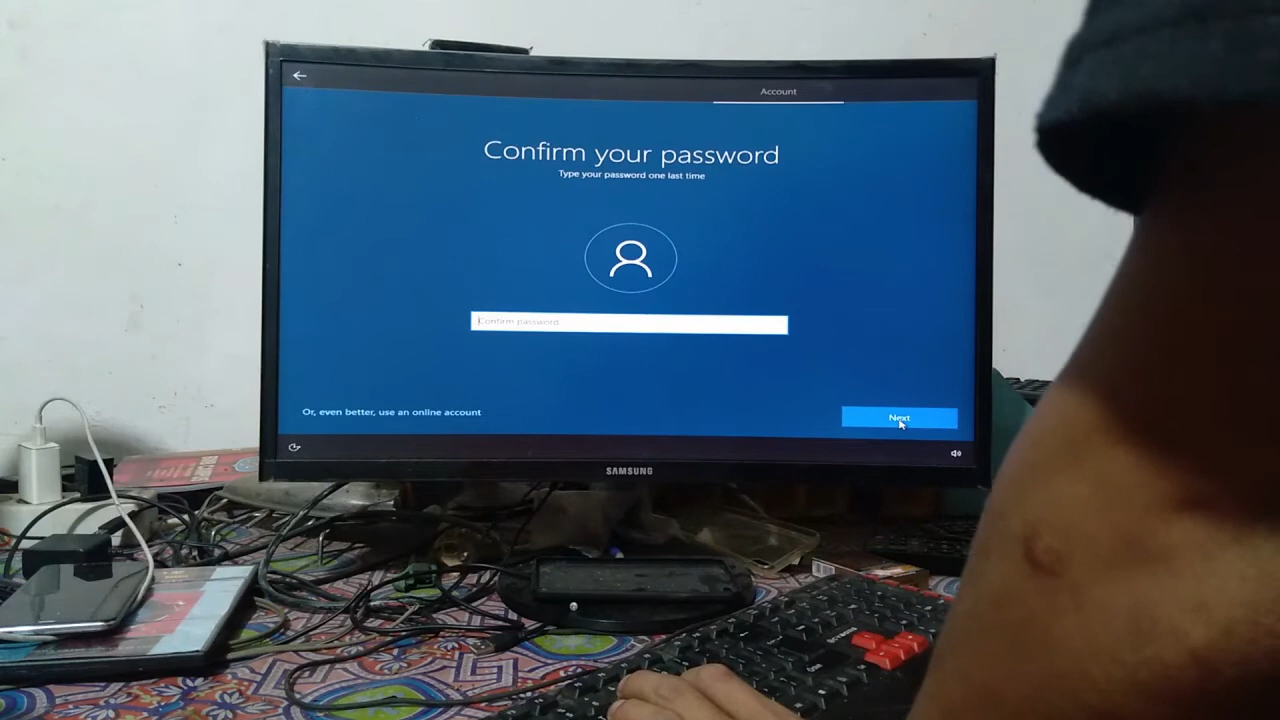 Account
Confirm your password
Type your password one last time
Confirm password
Or, even better, use an online account
Next
SAMSUNG